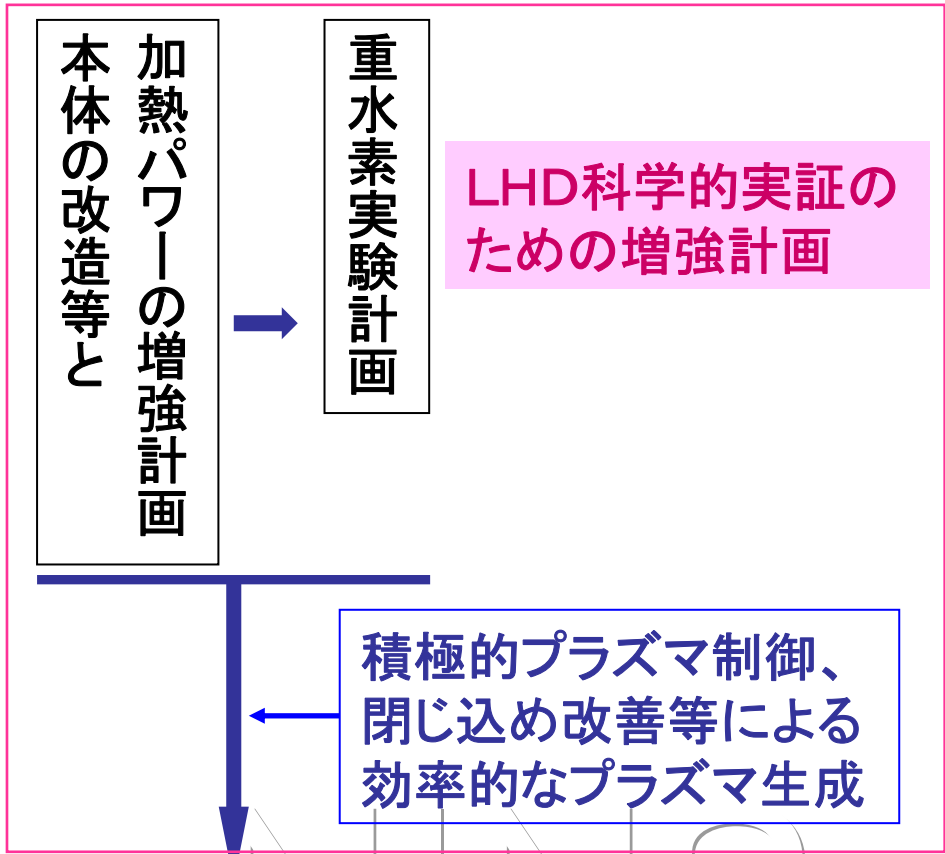 本体の改造等と
加熱パワーの増強計画
重水素実験計画
LHD科学的実証の
ための増強計画
積極的プラズマ制御、
閉じ込め改善等による
効率的なプラズマ生成